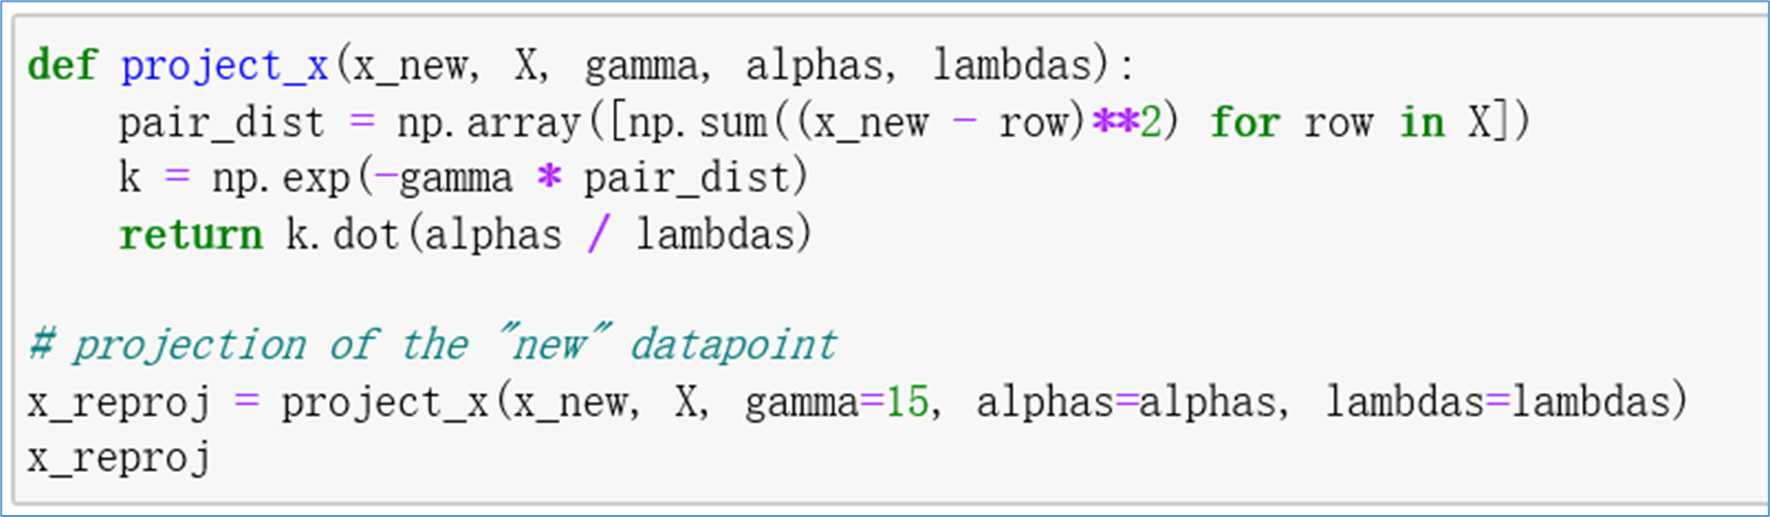 def project_x(x_new, X, gamma, alphas, lambdas):
    pair_dist = np.array([np.sum((x_new - row)**2) for row in X])
    k = np.exp(-gamma * pair_dist)
    return k.dot(alphas / lambdas)

# projection of the "new" datapoint
x_reproj = project_x(x_new, X, gamma=15, alphas=alphas, lambdas=lambdas)
x_reproj